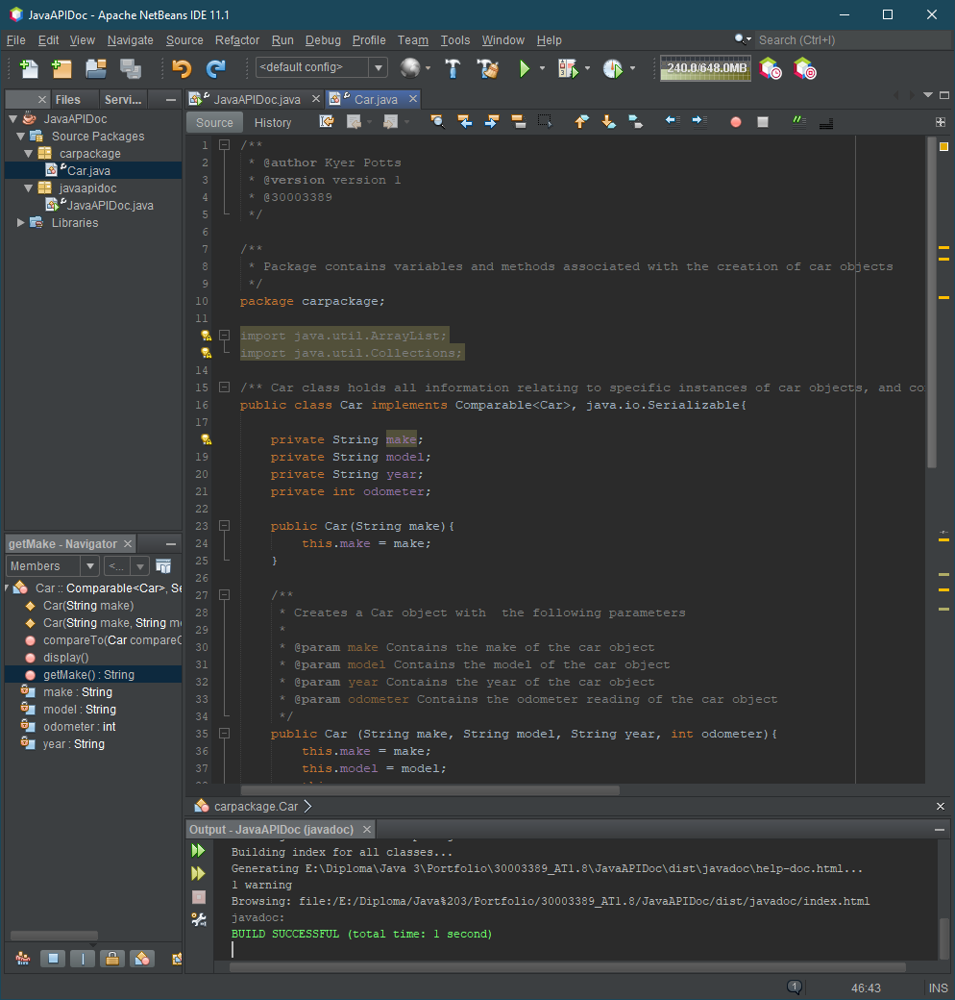 JavaAPIDoc - Apache NetBeans IDE 11.1
File Edit View Navigate Source Refactor Run Debug Profile Team Tools Window Help
Search (Ctrl+I)
<default config>
240.0/648.0MB
Files
Servi...
JavaAPIDoc.java
Car.java
JavaAPIDoc
Source Packages
carpackage
Car.java
javaapidoc
JavaAPIDoc.java
Libraries
Source History
1 /**
2 * @author Kyer Potts
3 * @version version 1
4 * @30003389
5 */
6
7 /**
8 * Package contains variables and methods associated with the creation of car objects
9 */
10 package carpackage;
11
import java.util.ArrayList;
import java.util.Collections;
14
15 /** Car class holds all information relating to specific instances of car objects, and co
16 public class Car implements Comparable<Car>, java.io.Serializable{
17
private String make;
19 private String model;
20 private String year;
21 private int odometer;
22
23 public Car(String make){
24 this.make = make;
25 }
26
27 /**
28 * Creates a Car object with  the following parameters
29 *
30 * @param make Contains the make of the car object
31 * @param model Contains the model of the car object
32 * @param year Contains the year of the car object
33 * @param odometer Contains the odometer reading of the car object
34 */
35 public Car (String make, String model, String year, int odometer){
36 this.make = make;
37 this.model = model;
getMake - Navigator
Members
<...
Car :: Comparable<Car>, Se
Car(String make)
Car(String make, String m
compareTo(Car compareC
display()
getMake() : String
make : String
model : String
odometer : int
year : String
carpackage.Car
Output - JavaAPIDoc (javadoc)
Building index for all classes...
Generating E:\Diploma\Java 3\Portfolio\30003389_AT1.8\JavaAPIDoc\dist\javadoc\help-doc.html...
1 warning
Browsing: file:/E:/Diploma/Java%203/Portfolio/30003389_AT1.8/JavaAPIDoc/dist/javadoc/index.html
javadoc:
BUILD SUCCESSFUL (total time: 1 second)
1
46:43
INS